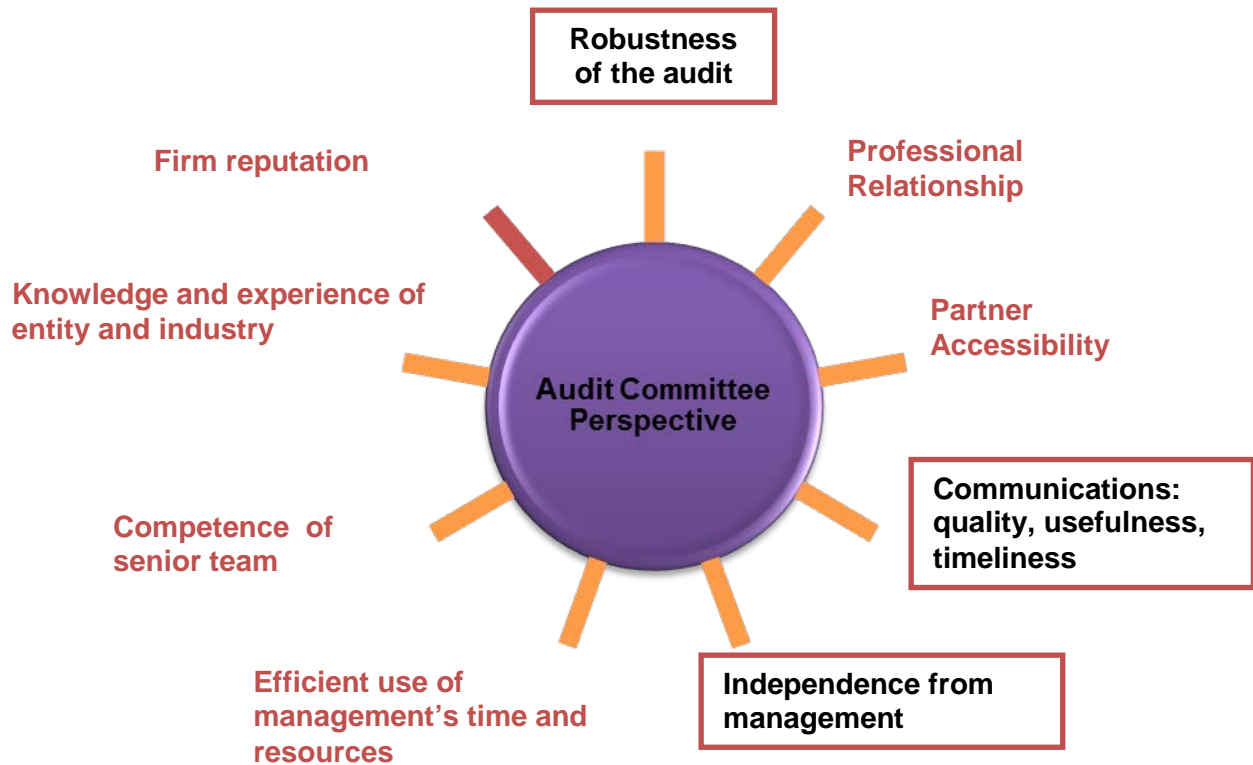 Robustness
of the audit
Firm reputation
Professional
Relationship
Knowledge and experience of
entity and industry
Partner
Accessibility
Audit Committee
Perspective
Communications:
quality, usefulness,
timeliness
Competence of
senior team
Efficient use of
management’s time and
resources
Independence from
management